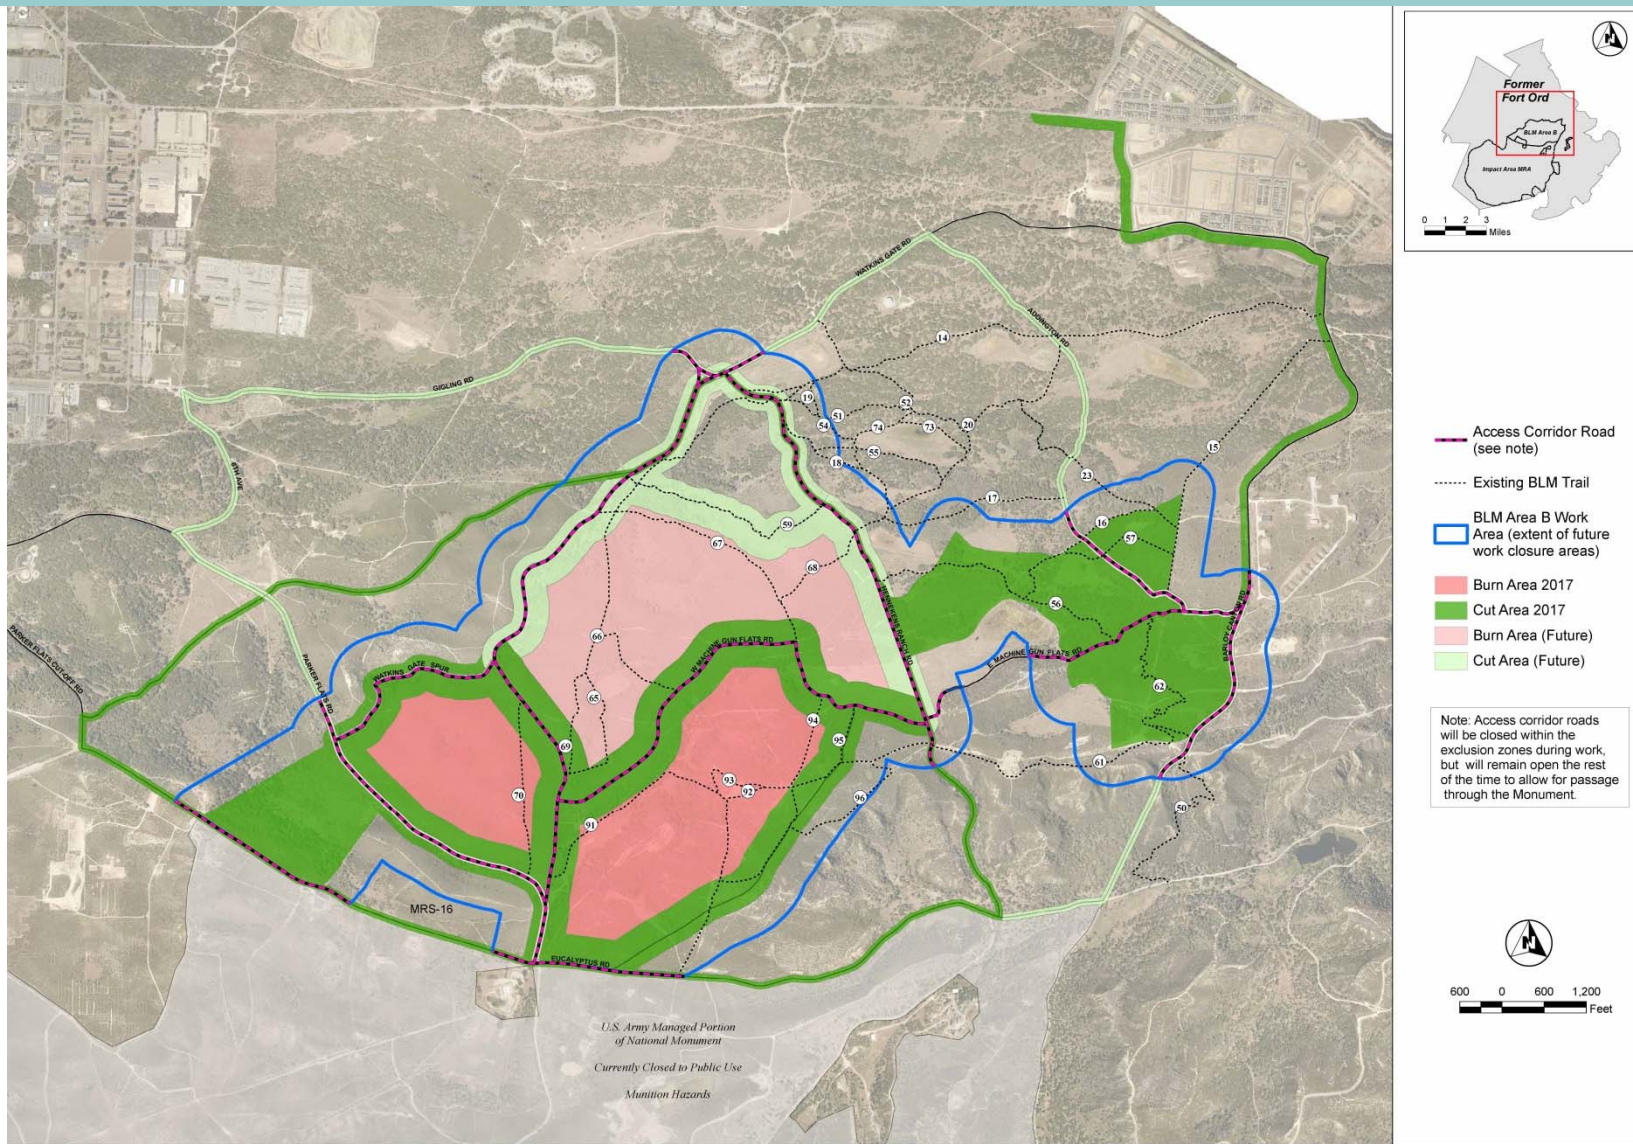 Former
Fort Ord
BLM Area B
Impact Area MRA
0 1 2 3
Miles
WATKINS GATE RD
ADDINGTON RD
14
GIGLING RD
19
51
52
54
74
73
20
15
18
55
23
8TH AVE
17
16
59
57
67
68
56
HENNEKENS RANCH RD
BARLOY CANYON RD
66
W MACHINE GUN FLATS RD
E MACHINE GUN FLATS RD
PARKER FLATS CUT-OFF RD
PARKER FLATS RD
WATKINS GATE SPUR
65
62
94
95
69
61
93
92
70
96
50
91
MRS-16
EUCALYPTUS RD
U.S. Army Managed Portion
of National Monument
Currently Closed to Public Use
Munition Hazards
Access Corridor Road
(see note)
Existing BLM Trail
BLM Area B Work
Area (extent of future
work closure areas)
Burn Area 2017
Cut Area 2017
Burn Area (Future)
Cut Area (Future)
Note: Access corridor roads
will be closed within the
exclusion zones during work,
but will remain open the rest
of the time to allow for passage
through the Monument.
N
600 0 600 1,200
Feet